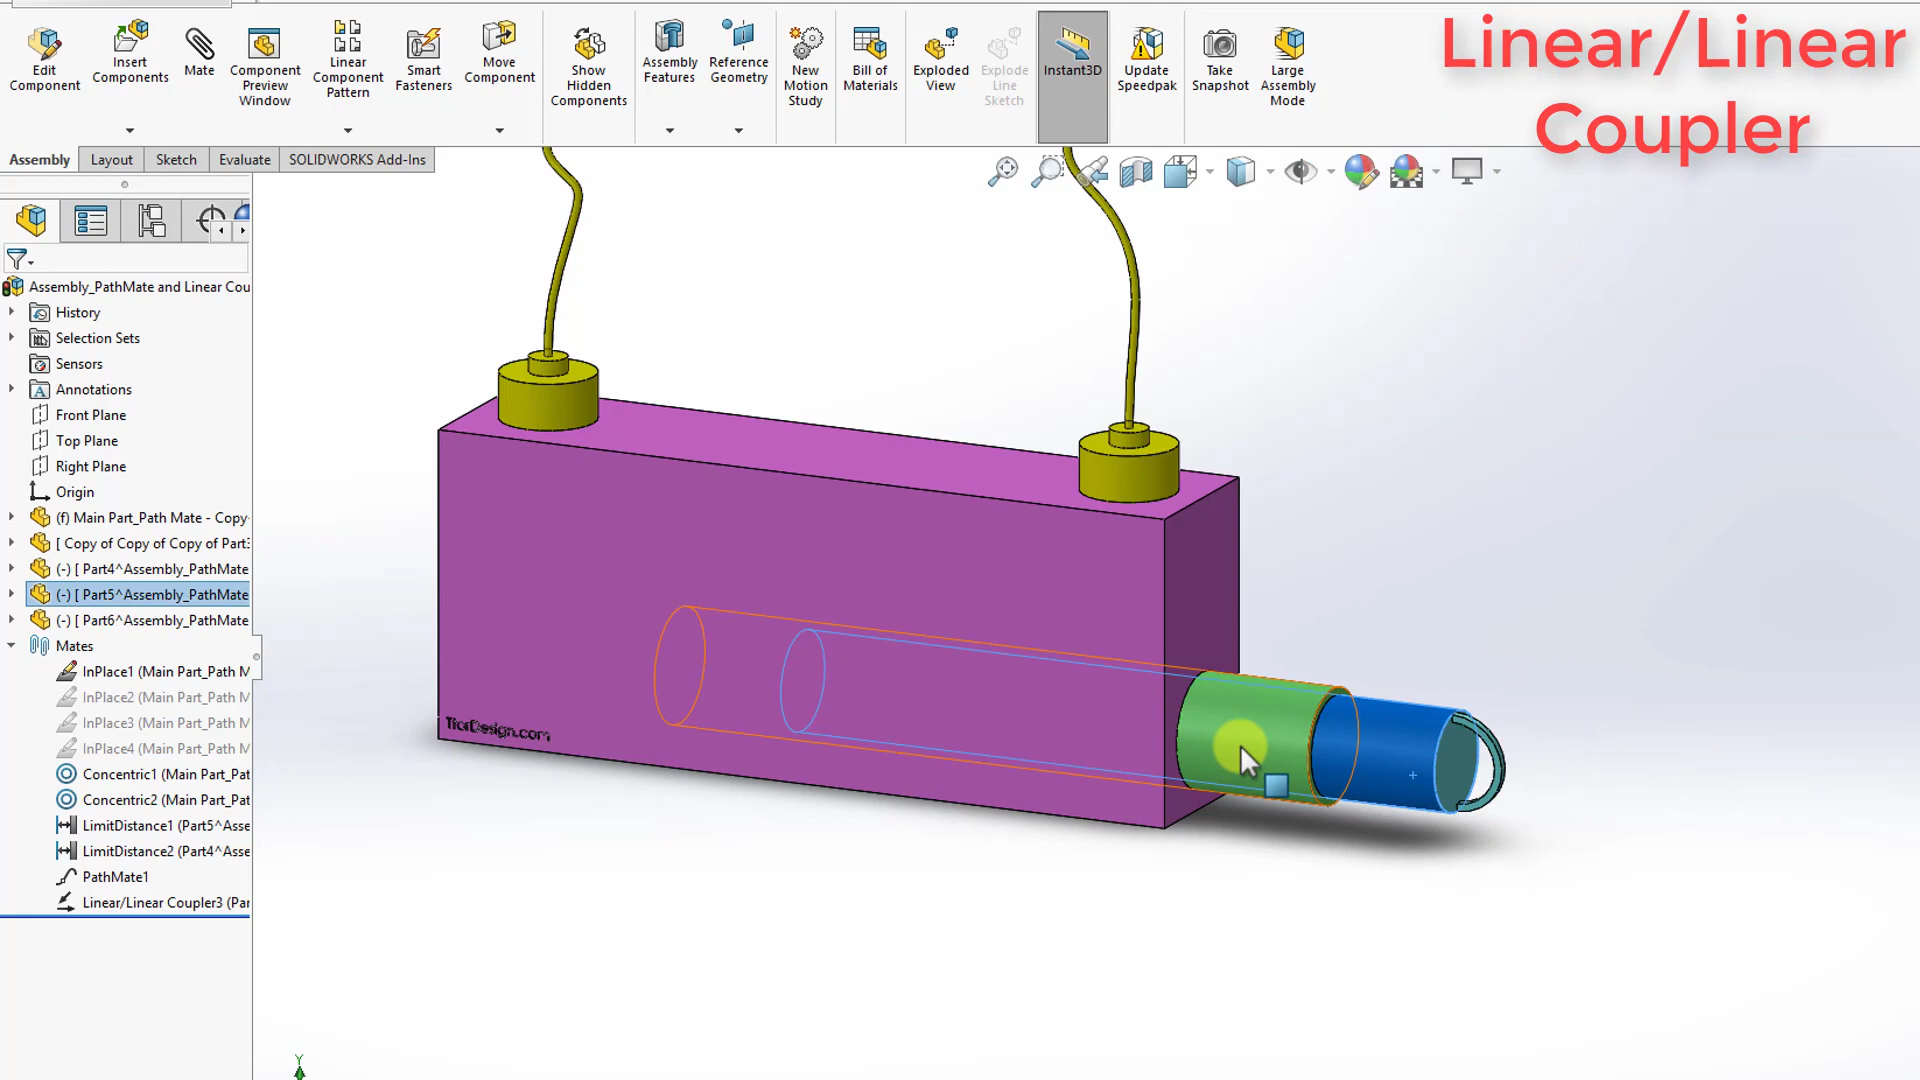 Linear/Linear
Coupler
Edit
Component
Insert
Components
Mate
Component
Preview
Window
Linear
Component
Pattern
Smart
Fasteners
Move
Component
Show
Hidden
Components
Assembly
Features
Reference
Geometry
New
Motion
Study
Bill of
Materials
Exploded
View
Explode
Line
Sketch
Instant3D
Update
Speedpak
Take
Snapshot
Large
Assembly
Mode
Assembly
Layout
Sketch
Evaluate
SOLIDWORKS Add-Ins
Assembly_PathMate and Linear Cou
History
Selection Sets
Sensors
A Annotations
Front Plane
Top Plane
Right Plane
Origin
(f) Main Part_Path Mate - Copy
[ Copy of Copy of Copy of Part3
(-) [ Part4^Assembly_PathMate
(-) [ Part5^Assembly_PathMate
(-) [ Part6^Assembly_PathMate
Mates
InPlace1 (Main Part_Path M
InPlace2 (Main Part_Path M
InPlace3 (Main Part_Path M
InPlace4 (Main Part_Path M
Concentric1 (Main Part_Pat
Concentric2 (Main Part_Pat
LimitDistance1 (Part5^Asse
LimitDistance2 (Part4^Asse
PathMate1
Linear/Linear Coupler3 (Par
Y